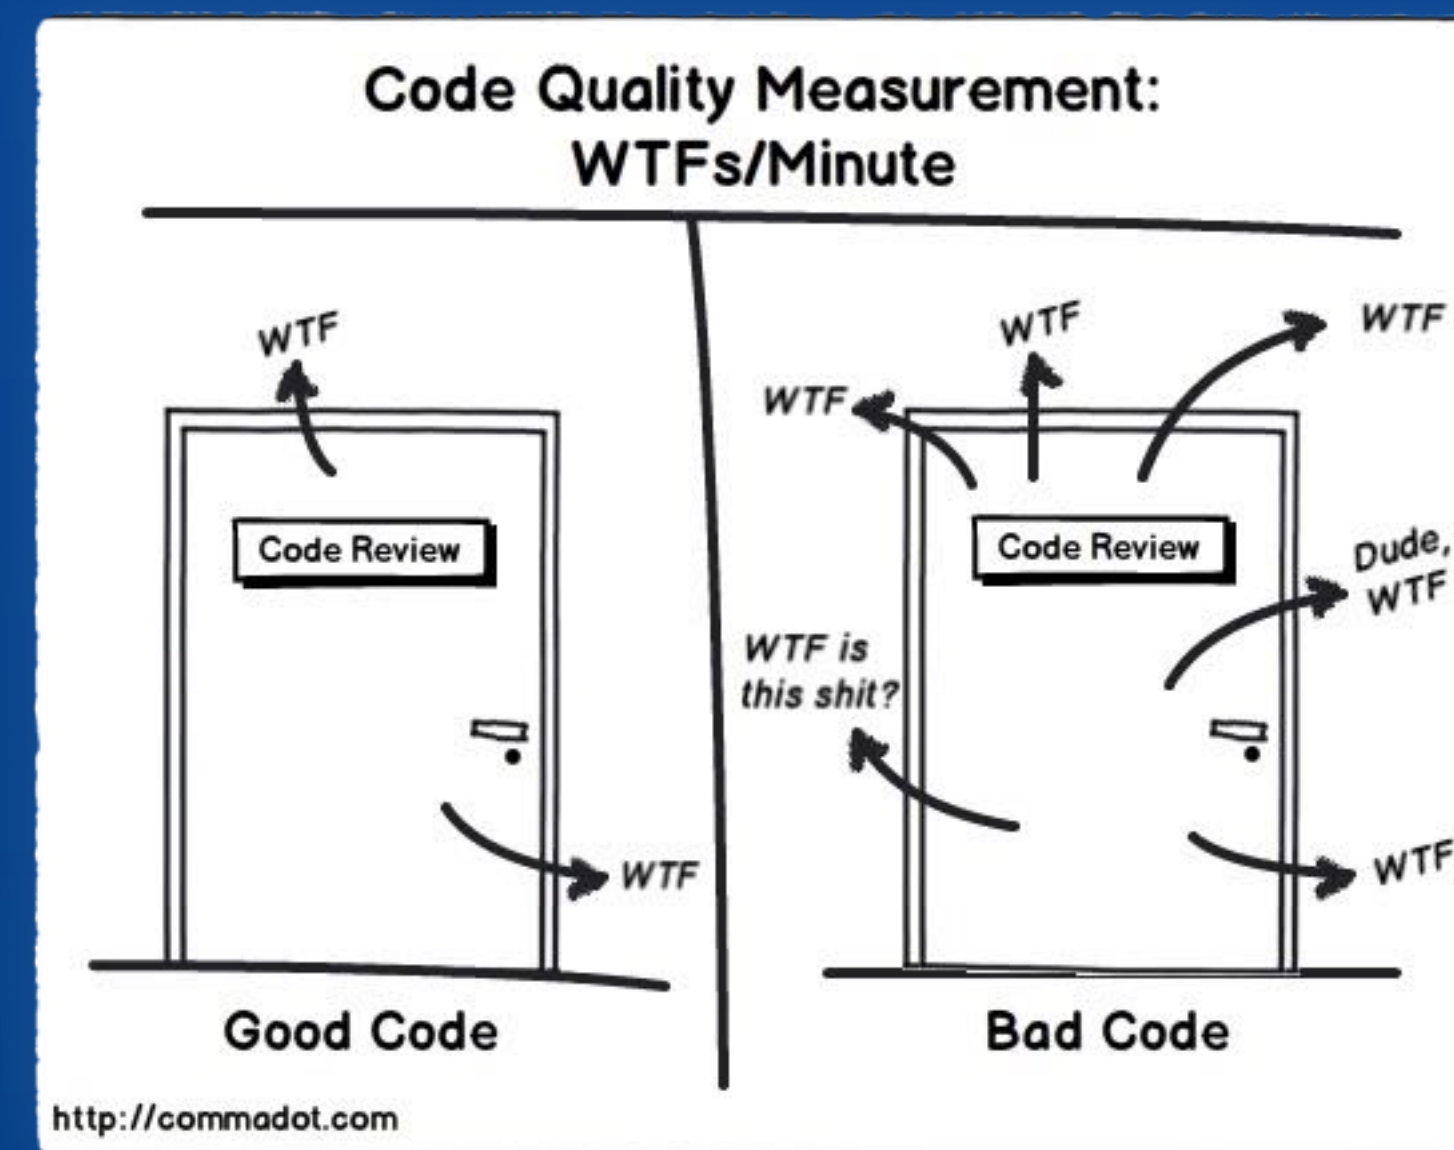 Code Quality Measurement:
WTFs/Minute
WTF
Code Review
WTF
Good Code
WTF
WTF
WTF
Code Review
Dude,
WTF
WTF is
this shit?
WTF
Bad Code
http://commadot.com